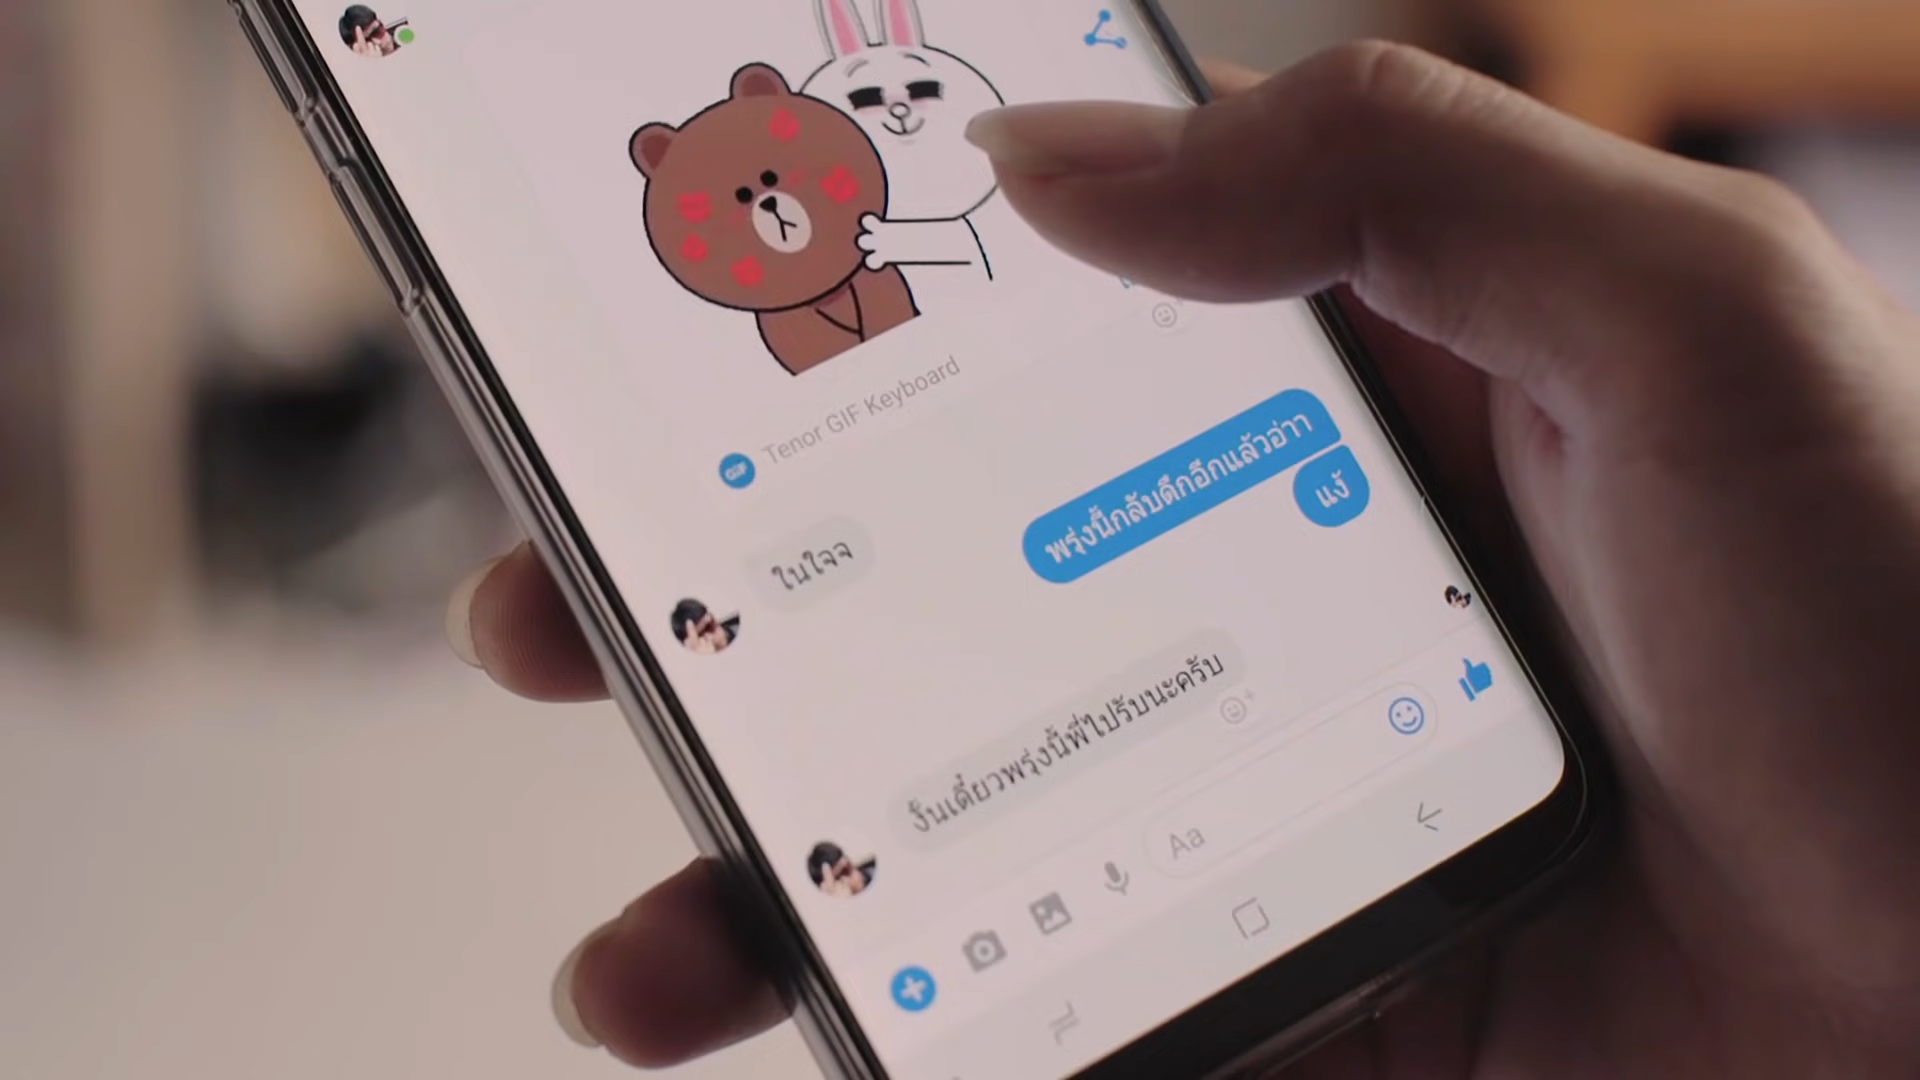 GIF Tenor GIF Keyboard
พรุ่งนี้กลับดึกอีกแล้วอ่าา
แง้
ในใจจ
งั้นเดี๋ยวพรุ่งนี้พี่ไปรับนะครับ
Aa